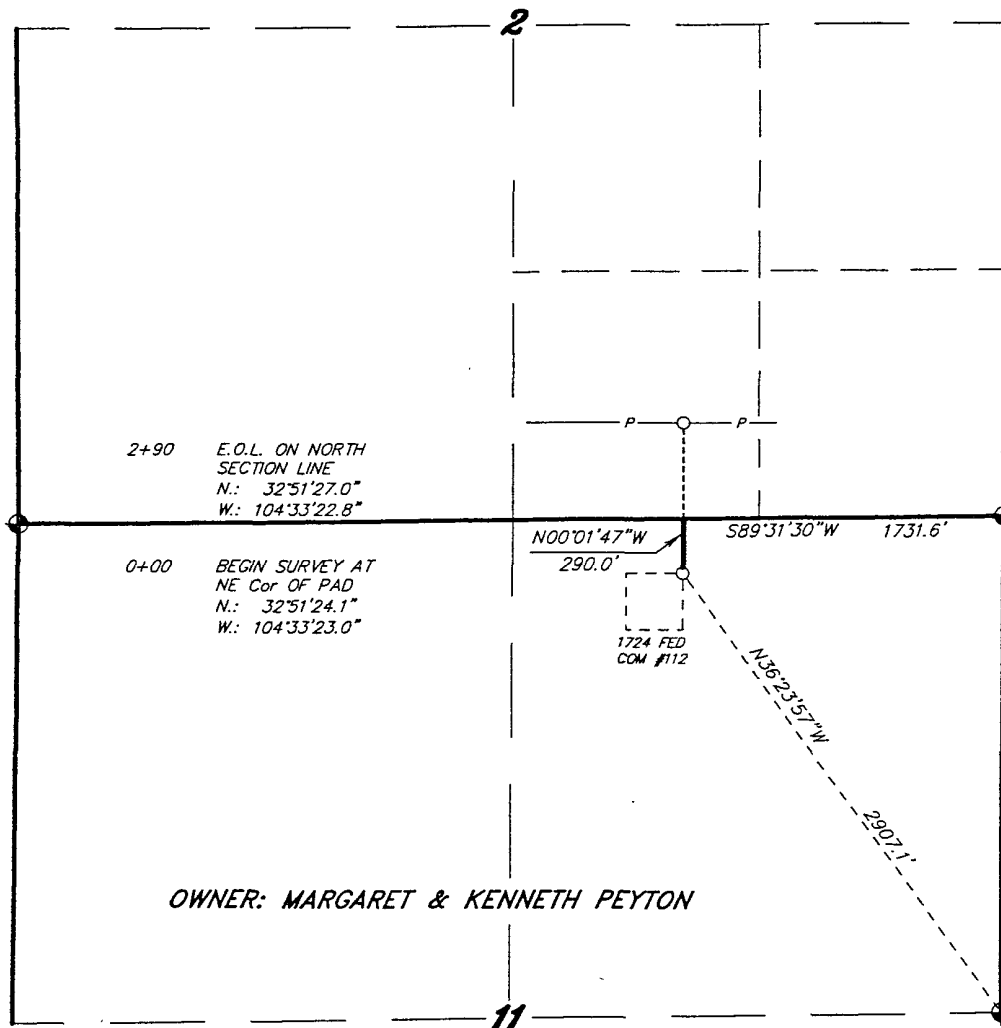 2
P P
2+90 E.O.L. ON NORTH
SECTION LINE
N.: 32°51'27.0"
W.: 104°33'22.8"
N00°01'47"W
290.0'
S89°31'30"W 1731.6'
0+00 BEGIN SURVEY AT
NE Cor OF PAD
N.: 32°51'24.1"
W.: 104°33'23.0"
1724 FED
COM #112
N36°23'57"W
2907.1'
OWNER: MARGARET & KENNETH PEYTON
11